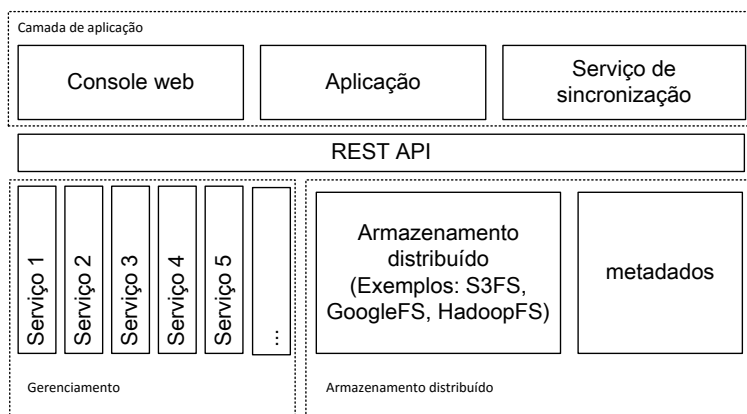 Camada de aplicação
Console web
Aplicação
Serviço de
sincronização
REST API
Serviço 1
Serviço 2
Serviço 3
Serviço 4
Serviço 5
...
Armazenamento
distribuído
(Exemplos: S3FS,
GoogleFS, HadoopFS)
metadados
Gerenciamento
Armazenamento distribuído